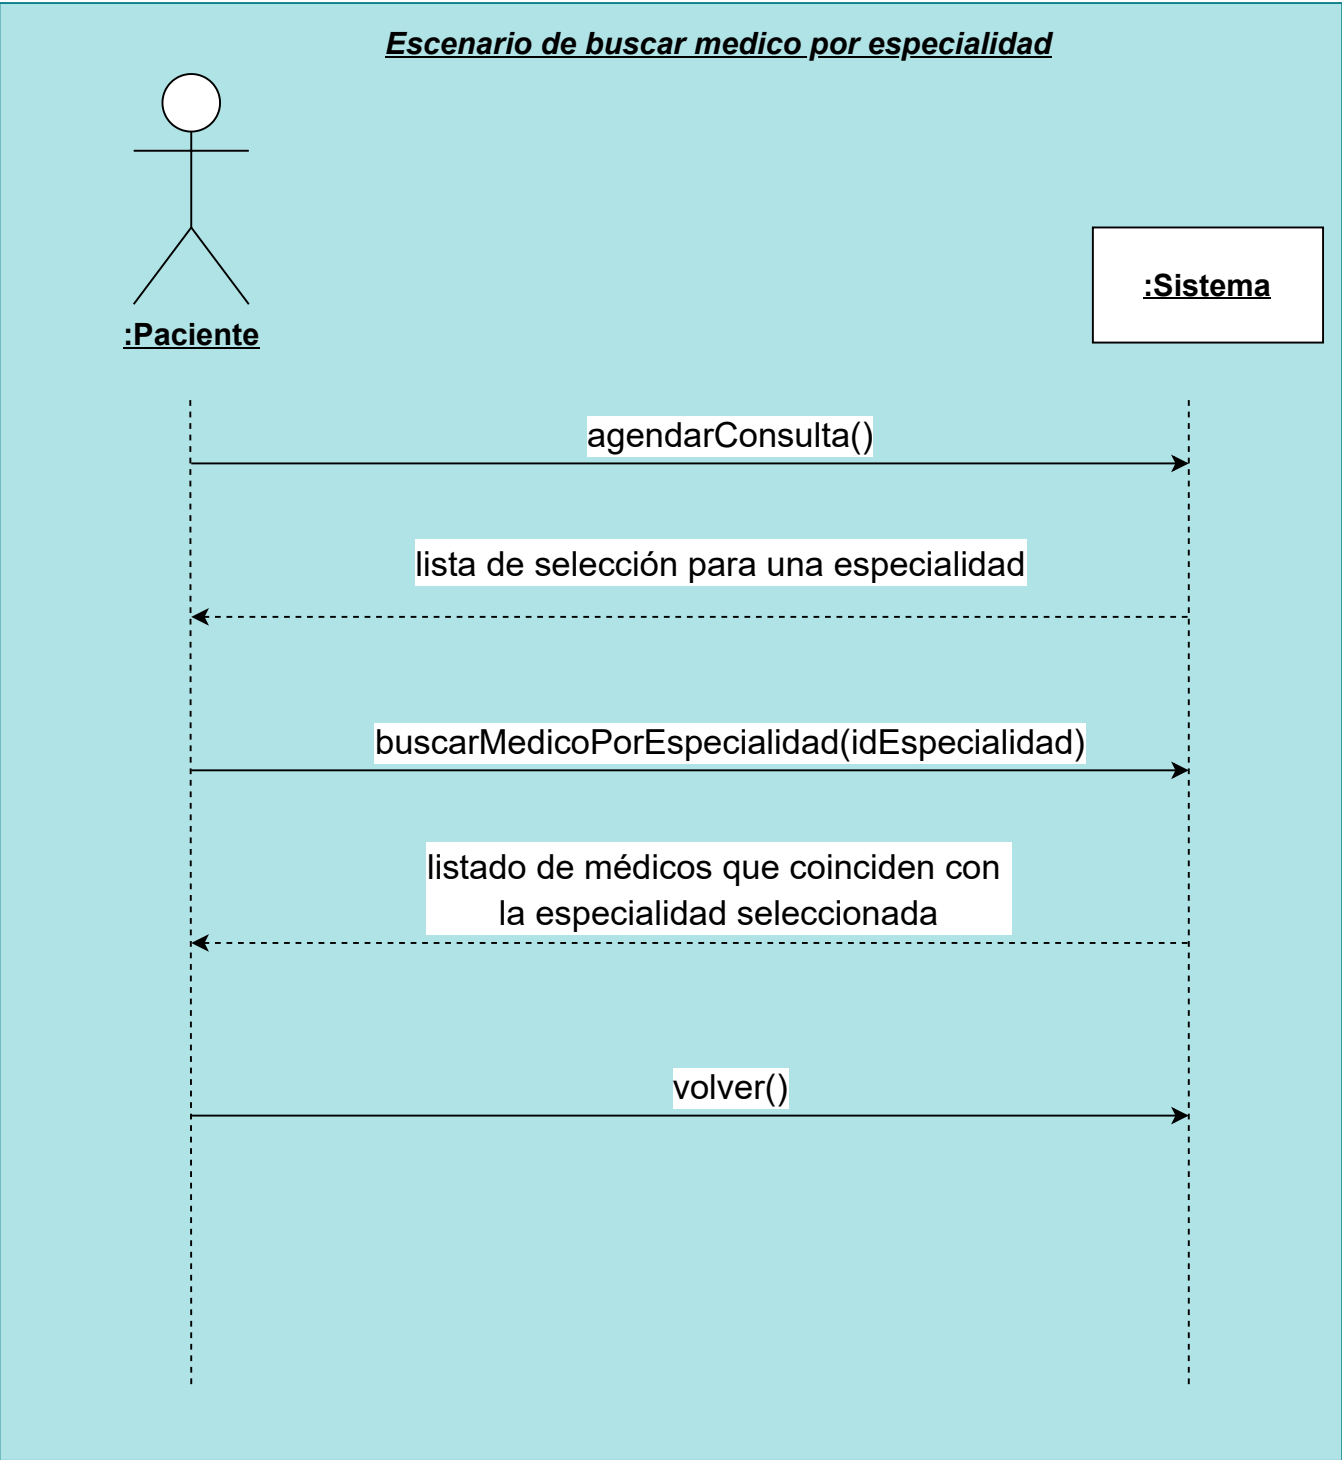 Escenario de buscar medico por especialidad
:Sistema
:Paciente
agendarConsulta()
lista de selección para una especialidad
buscarMedicoPorEspecialidad(idEspecialidad)
listado de médicos que coinciden con
la especialidad seleccionada
volver()